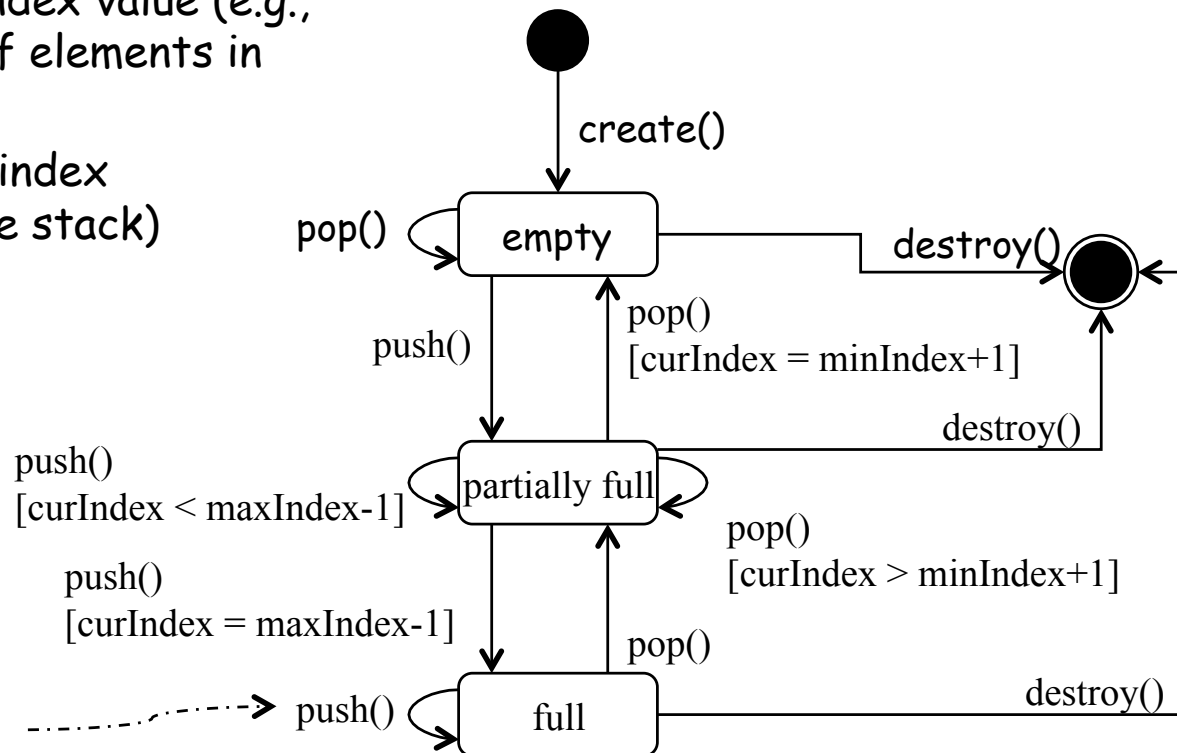 ndex value (e.g.,
f elements in
index
e stack)
create()
pop()
empty
destroy()
push()
pop()
[curIndex = minIndex+1]
destroy()
push()
[curIndex < maxIndex-1]
partially full
pop()
[curIndex > minIndex+1]
push()
[curIndex = maxIndex-1]
pop()
push()
full
destroy()